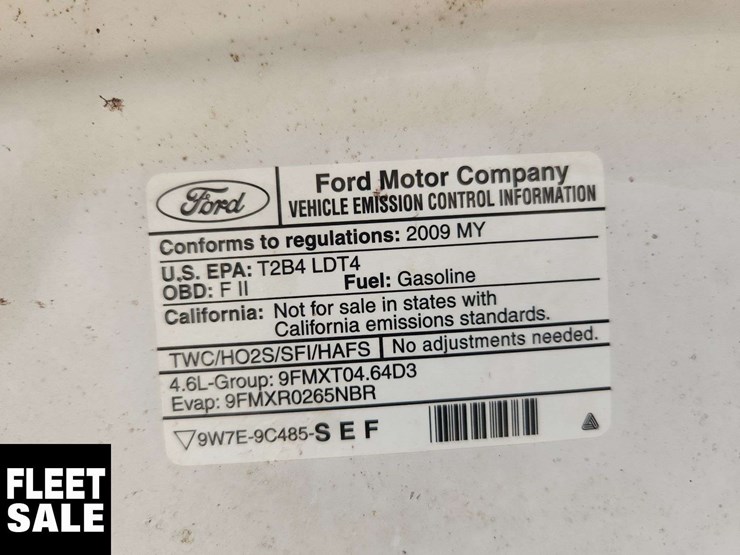 Ford
Ford Motor Company
VEHICLE EMISSION CONTROL INFORMATION
Conforms to regulations: 2009 MY
U.S. EPA: T2B4 LDT4
OBD: F II Fuel: Gasoline
California: Not for sale in states with
California emissions standards.
TWC/HO2S/SFI/HAFS No adjustments needed.
4.6L-Group: 9FMXT04.64D3
Evap: 9FMXR0265NBR
9W7E-9C485-S E F
FLEET
SALE